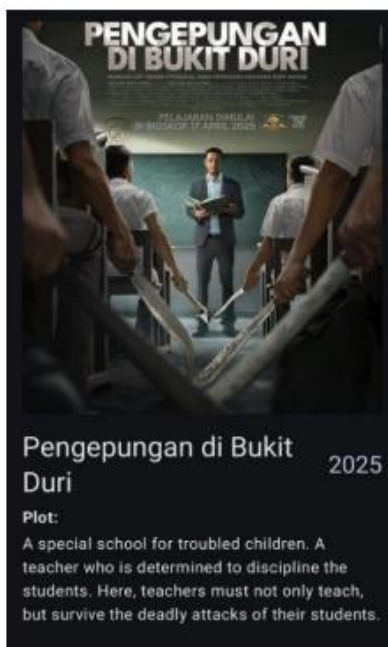 PENGEPUNGAN
DI BUKIT DURI
PELAJARAN DIMULAI
DI BIOSKOP 17 APRIL 2025
Pengepungan di Bukit
Duri
2025
Plot:
A special school for troubled children. A
teacher who is determined to discipline the
students. Here, teachers must not only teach,
but survive the deadly attacks of their students.